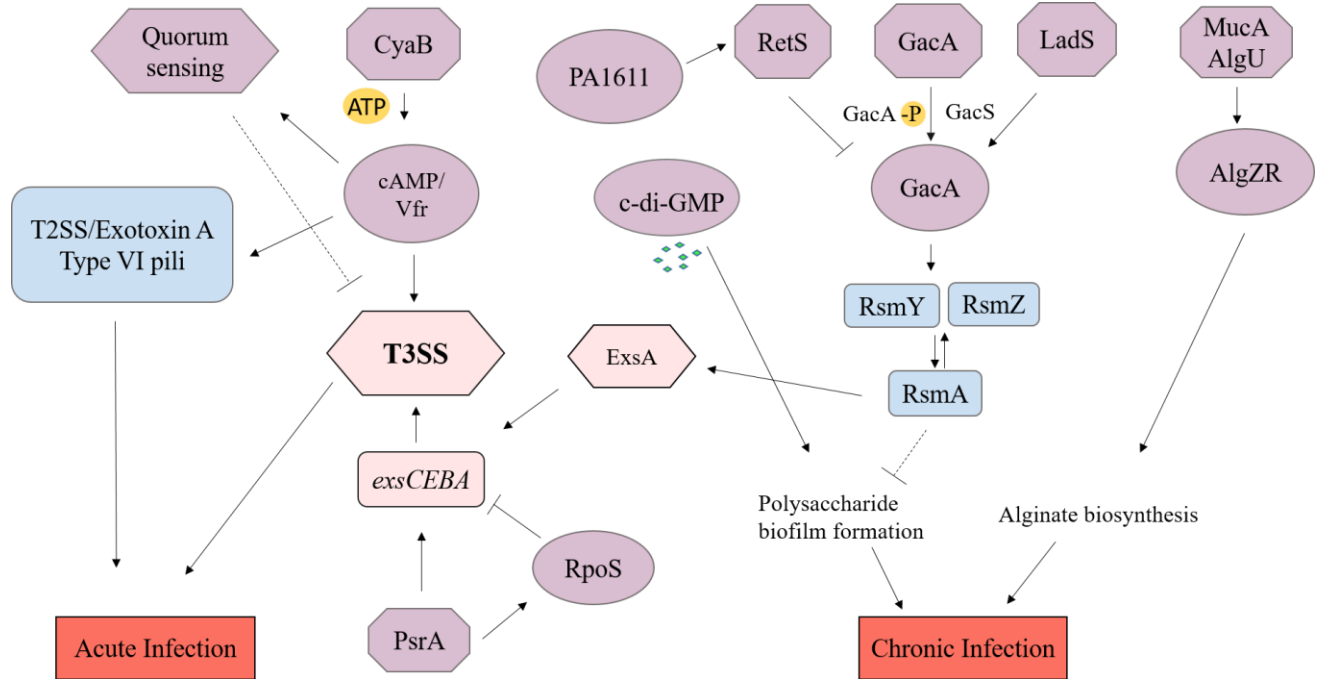 Quorum
sensing
CyaB
ATP
cAMP/
Vfr
T2SS/Exotoxin A
Type VI pili
T3SS
exsCEBA
ExsA
RpoS
PsrA
Acute Infection
PA1611
RetS
GacA
LadS
GacA -P
GacS
GacA
c-di-GMP
RsmY
RsmZ
RsmA
MucA
AlgU
AlgZR
Polysaccharide
biofilm formation
Alginate biosynthesis
Chronic Infection